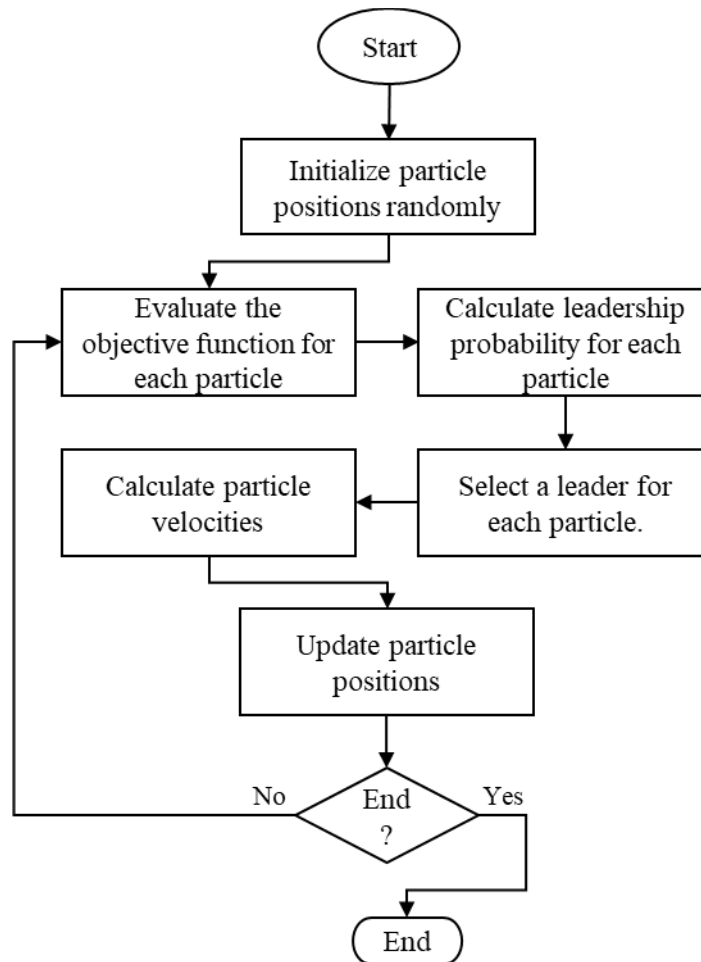 Start
Initialize particle
positions randomly
Evaluate the
objective function for
each particle
Calculate leadership
probability for each
particle
Calculate particle
velocities
Select a leader for
each particle.
Update particle
positions
No
End
?
Yes
End